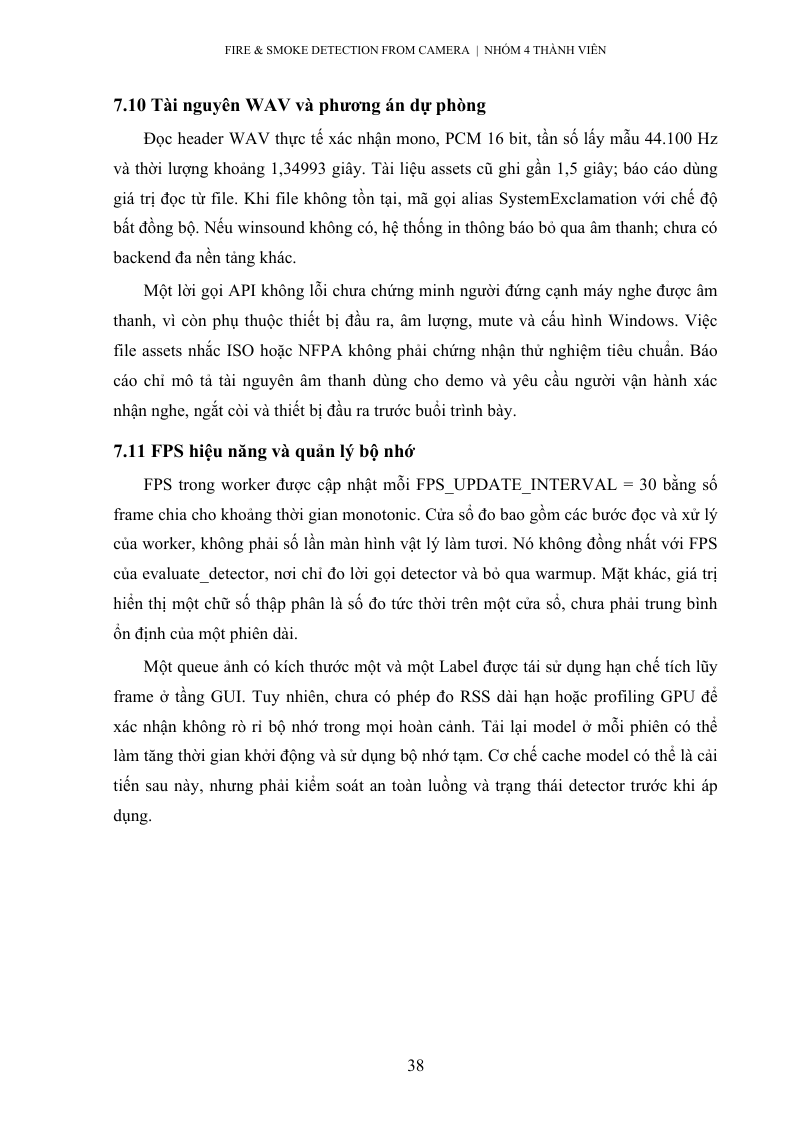 FIRE & SMOKE DETECTION FROM CAMERA | NHÓM 4 THÀNH VIÊN
7.10 Tài nguyên WAV và phương án dự phòng
Đọc header WAV thực tế xác nhận mono, PCM 16 bit, tần số lấy mẫu 44.100 Hz
và thời lượng khoảng 1,34993 giây. Tài liệu assets cũ ghi gần 1,5 giây; báo cáo dùng
giá trị đọc từ file. Khi file không tồn tại, mã gọi alias SystemExclamation với chế độ
bất đồng bộ. Nếu winsound không có, hệ thống in thông báo bỏ qua âm thanh; chưa có
backend đa nền tảng khác.
Một lời gọi API không lỗi chưa chứng minh người đứng cạnh máy nghe được âm
thanh, vì còn phụ thuộc thiết bị đầu ra, âm lượng, mute và cấu hình Windows. Việc
file assets nhắc ISO hoặc NFPA không phải chứng nhận thử nghiệm tiêu chuẩn. Báo
cáo chỉ mô tả tài nguyên âm thanh dùng cho demo và yêu cầu người vận hành xác
nhận nghe, ngắt còi và thiết bị đầu ra trước buổi trình bày.
7.11 FPS hiệu năng và quản lý bộ nhớ
FPS trong worker được cập nhật mỗi FPS_UPDATE_INTERVAL = 30 bằng số
frame chia cho khoảng thời gian monotonic. Cửa sổ đo bao gồm các bước đọc và xử lý
của worker, không phải số lần màn hình vật lý làm tươi. Nó không đồng nhất với FPS
của evaluate_detector, nơi chỉ đo lời gọi detector và bỏ qua warmup. Mặt khác, giá trị
hiển thị một chữ số thập phân là số đo tức thời trên một cửa sổ, chưa phải trung bình
ổn định của một phiên dài.
Một queue ảnh có kích thước một và một Label được tái sử dụng hạn chế tích lũy
frame ở tầng GUI. Tuy nhiên, chưa có phép đo RSS dài hạn hoặc profiling GPU để
xác nhận không rò rỉ bộ nhớ trong mọi hoàn cảnh. Tải lại model ở mỗi phiên có thể
làm tăng thời gian khởi động và sử dụng bộ nhớ tạm. Cơ chế cache model có thể là cải
tiến sau này, nhưng phải kiểm soát an toàn luồng và trạng thái detector trước khi áp
dụng.
38